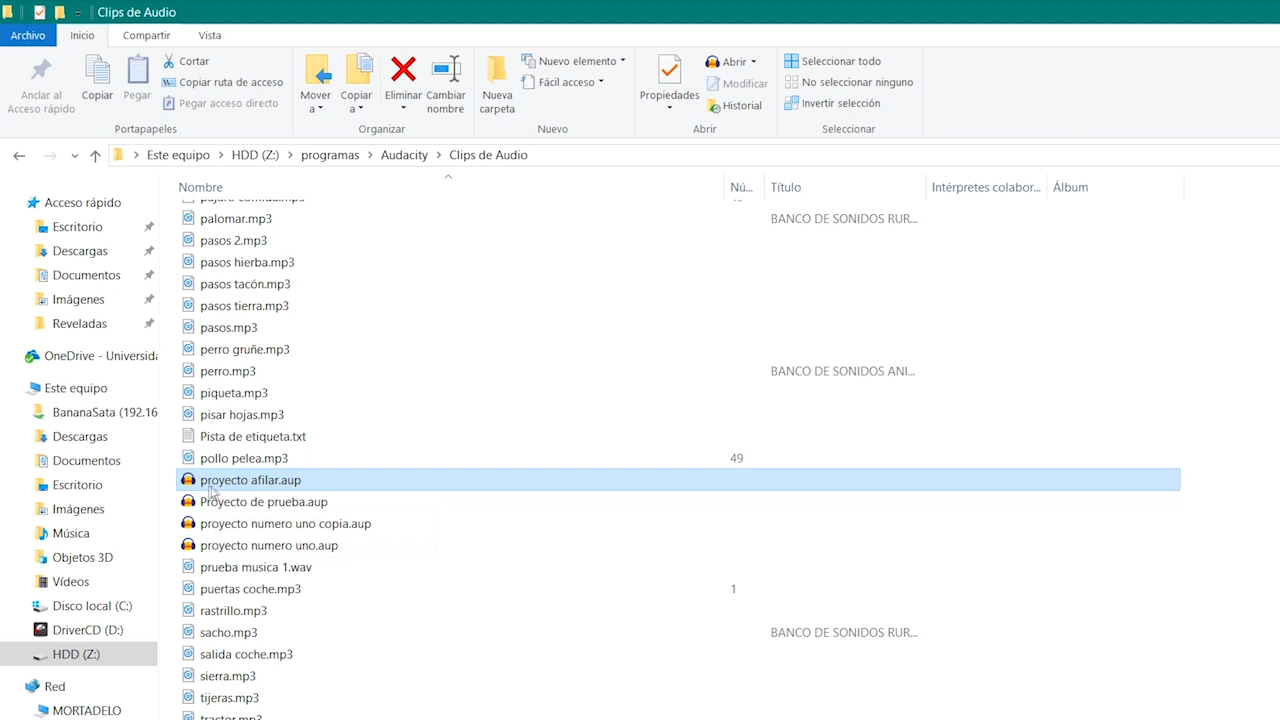 Clips de Audio
Archivo Inicio Compartir Vista
Anclar al Acceso rápido
Copiar
Pegar
Cortar
Copiar ruta de acceso
Pegar acceso directo
Portapapeles
Mover a
Copiar a
Eliminar
Cambiar nombre
Organizar
Nueva carpeta
Nuevo elemento
Fácil acceso
Nuevo
Propiedades
Abrir
Modificar
Historial
Abrir
Seleccionar todo
No seleccionar ninguno
Invertir selección
Seleccionar
Este equipo > HDD (Z:) > programas > Audacity > Clips de Audio
Acceso rápido
Escritorio
Descargas
Documentos
Imágenes
Reveladas
OneDrive - Universida
Este equipo
BananaSata (192.16
Descargas
Documentos
Escritorio
Imágenes
Música
Objetos 3D
Vídeos
Disco local (C:)
DriverCD (D:)
HDD (Z:)
Red
MORTADELO
Nombre Nú... Título Intérpretes colabor... Álbum
palomar.mp3 BANCO DE SONIDOS RUR...
pasos 2.mp3
pasos hierba.mp3
pasos tacón.mp3
pasos tierra.mp3
pasos.mp3
perro gruñe.mp3
perro.mp3 BANCO DE SONIDOS ANI...
piqueta.mp3
pisar hojas.mp3
Pista de etiqueta.txt
pollo pelea.mp3 49
proyecto afilar.aup
Proyecto de prueba.aup
proyecto numero uno copia.aup
proyecto numero uno.aup
prueba musica 1.wav
puertas coche.mp3 1
rastrillo.mp3
sacho.mp3 BANCO DE SONIDOS RUR...
salida coche.mp3
sierra.mp3
tijeras.mp3
tractor.mp3